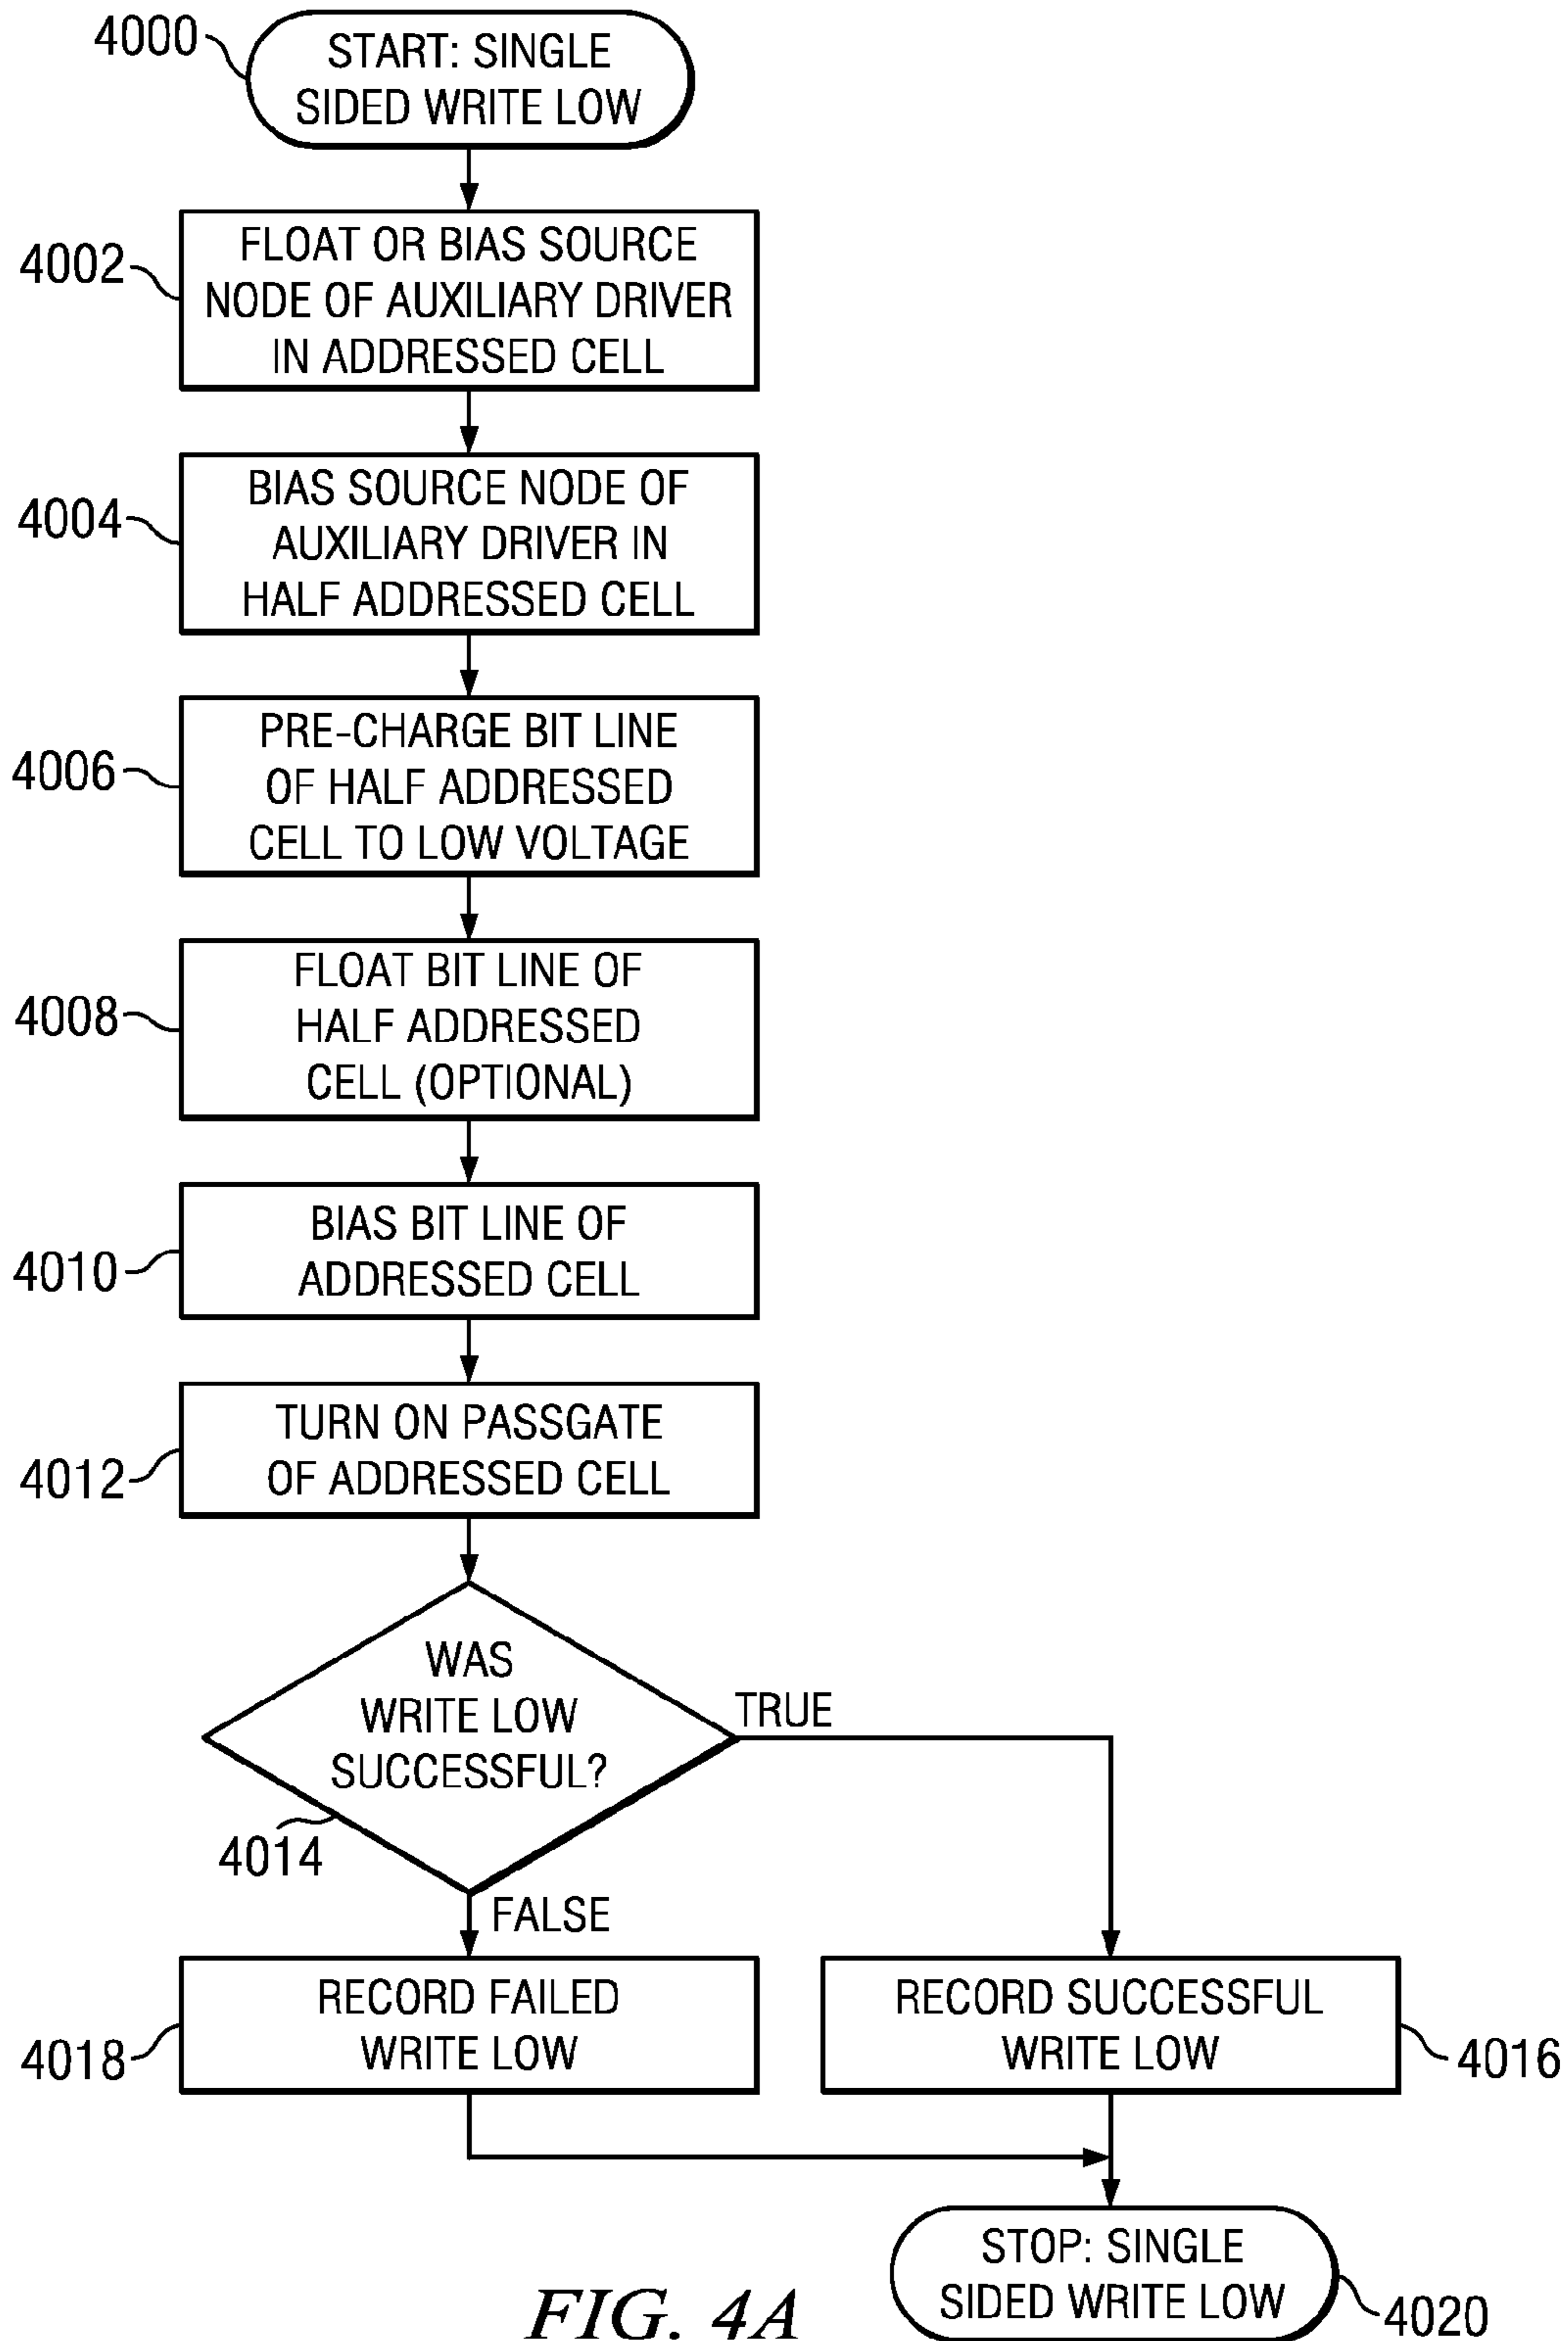 4000
START: SINGLE
SIDED WRITE LOW
4002
FLOAT OR BIAS SOURCE
NODE OF AUXILIARY DRIVER
IN ADDRESSED CELL
4004
BIAS SOURCE NODE OF
AUXILIARY DRIVER IN
HALF ADDRESSED CELL
4006
PRE-CHARGE BIT LINE
OF HALF ADDRESSED
CELL TO LOW VOLTAGE
4008
FLOAT BIT LINE OF
HALF ADDRESSED
CELL (OPTIONAL)
4010
BIAS BIT LINE OF
ADDRESSED CELL
4012
TURN ON PASSGATE
OF ADDRESSED CELL
WAS
WRITE LOW
SUCCESSFUL?
TRUE
4014
FALSE
4018
RECORD FAILED
WRITE LOW
RECORD SUCCESSFUL
WRITE LOW
4016
STOP: SINGLE
SIDED WRITE LOW
4020
FIG. 4A